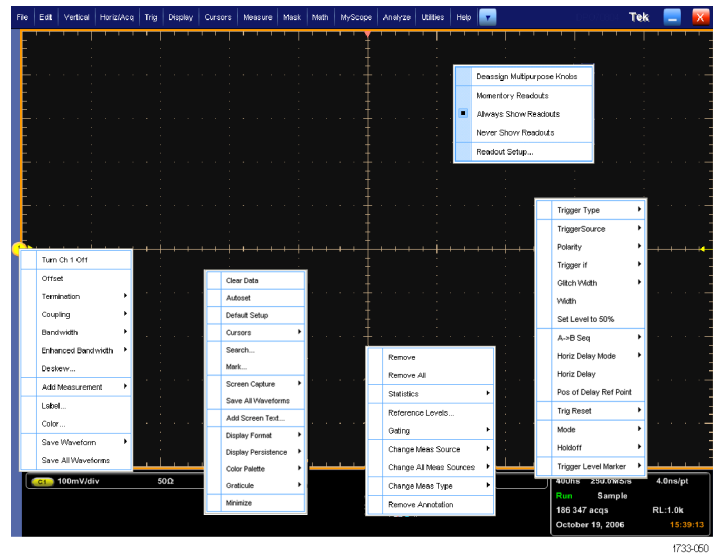 File Edit Vertical Horiz/Acq Trig Display Cursors Measure Mask Math MyScope Analyze Utilities Help Tek
Deassign Multipurpose Knobs
Momentory Readouts
Allways Show Readouts
Never Show Readouts
Readout Setup...
Trigger Type
TriggerSource
Polarity
Trigger if
Glitch Width
Width
Set Level to 50%
A->B Seq
Horiz Delay Mode
Horiz Delay
Pos of Delay Ref Point
Trig Reset
Mode
Holdoff
Trigger Level Marker
Turn Ch 1 Off
Offset
Termination
Coupling
Bandwidth
Enhanced Bandwidth
Deskew...
Add Measurement
Label...
Color...
Save Waveform
Save All Waveforms
Clear Data
Autoset
Default Setup
Cursors
Search...
Mark...
Screen Capture
Save All Waveforms
Add Screen Text...
Display Format
Display Persistence
Color Palette
Graticule
Minimize
Remove
Remove All
Statistics
Reference Levels...
Gating
Change Meas Source
Change All Meas Sources
Change Meas Type
Remove Annotation
C1 100mV/div 50Ω
400ns 250.0MS/s 4.0ns/pt
Run Sample
186 347 acqs RL:1.0k
October 19, 2006 15:39:13
1733-050